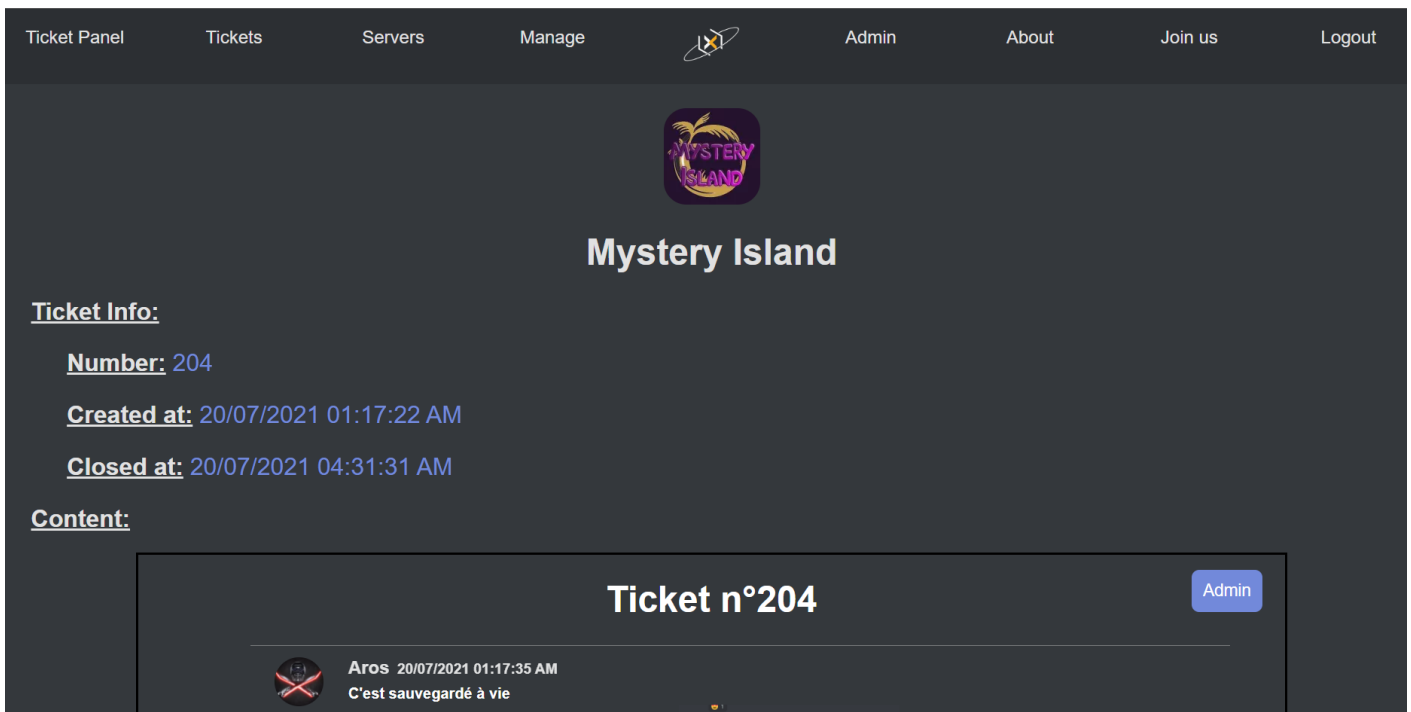 Ticket Panel Tickets Servers Manage Admin About Join us Logout
MYSTERY
ISLAND
Mystery Island
Ticket Info:
Number: 204
Created at: 20/07/2021 01:17:22 AM
Closed at: 20/07/2021 04:31:31 AM
Content:
Ticket n°204
Admin
Aros 20/07/2021 01:17:35 AM
C'est sauvegardé à vie